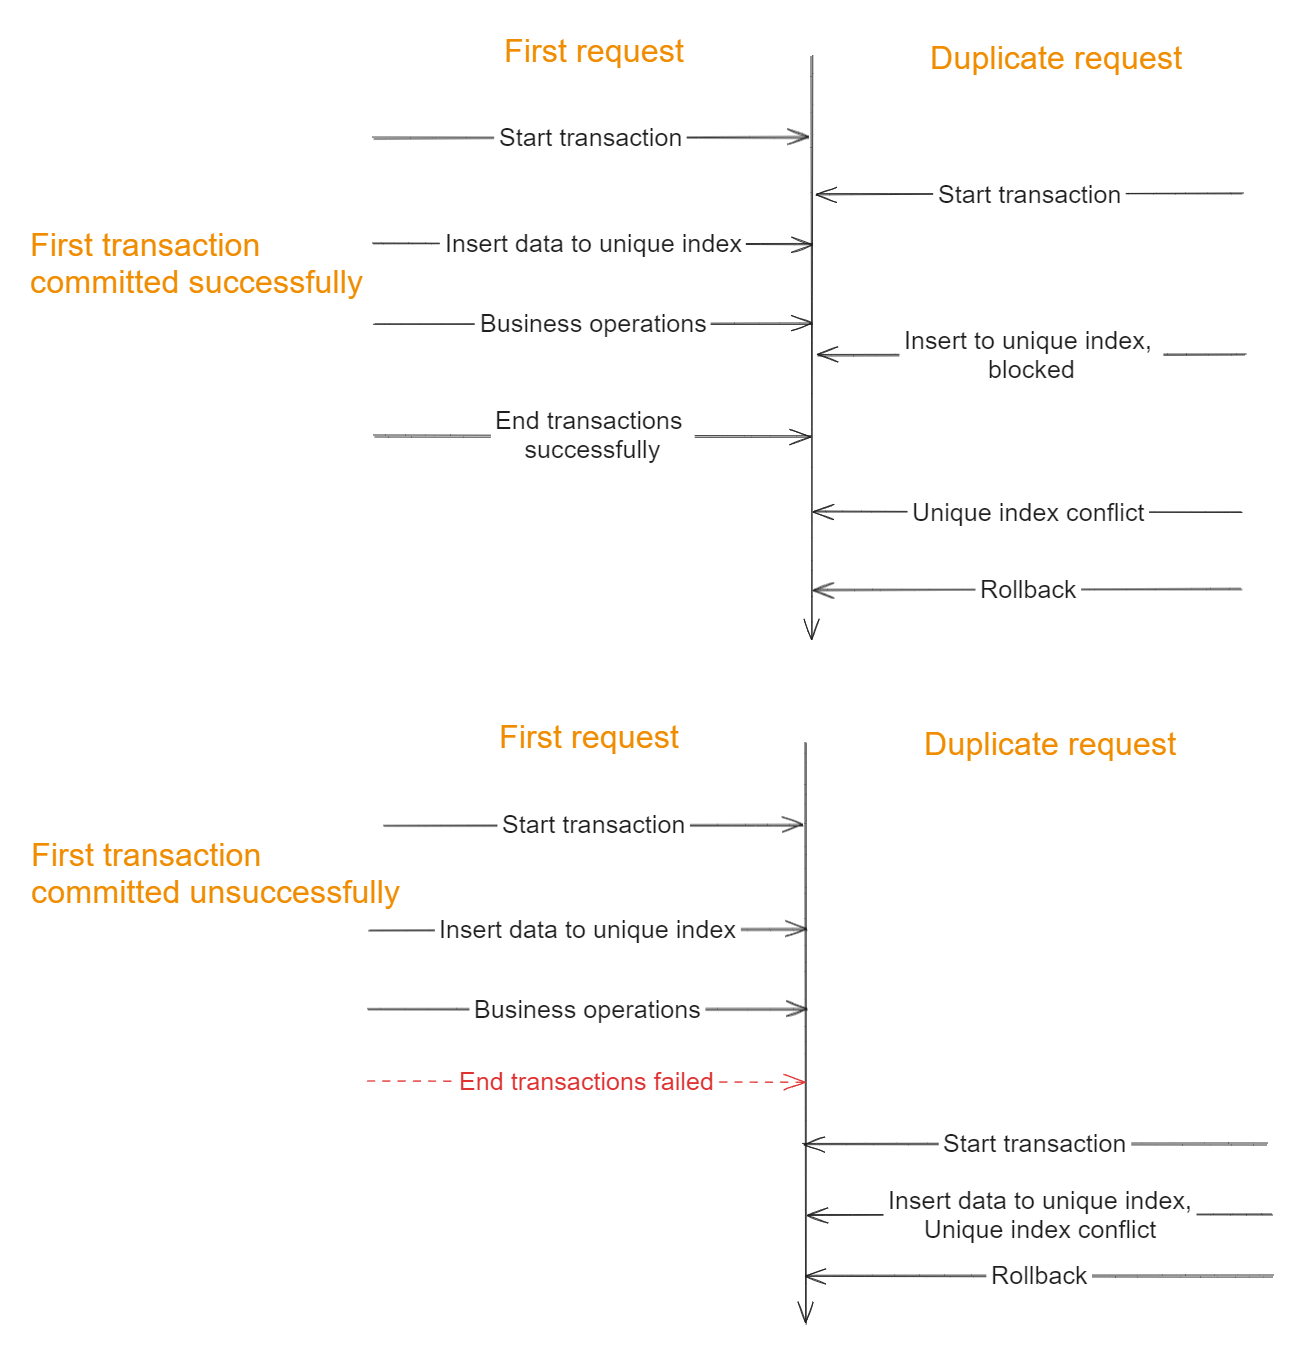 First request
Duplicate request
Start transaction
Start transaction
First transaction
committed successfully
Insert data to unique index
Business operations
Insert to unique index,
blocked
End transactions
successfully
Unique index conflict
Rollback
First request
Duplicate request
Start transaction
First transaction
committed unsuccessfully
Insert data to unique index
Business operations
End transactions failed
Start transaction
Insert data to unique index,
Unique index conflict
Rollback